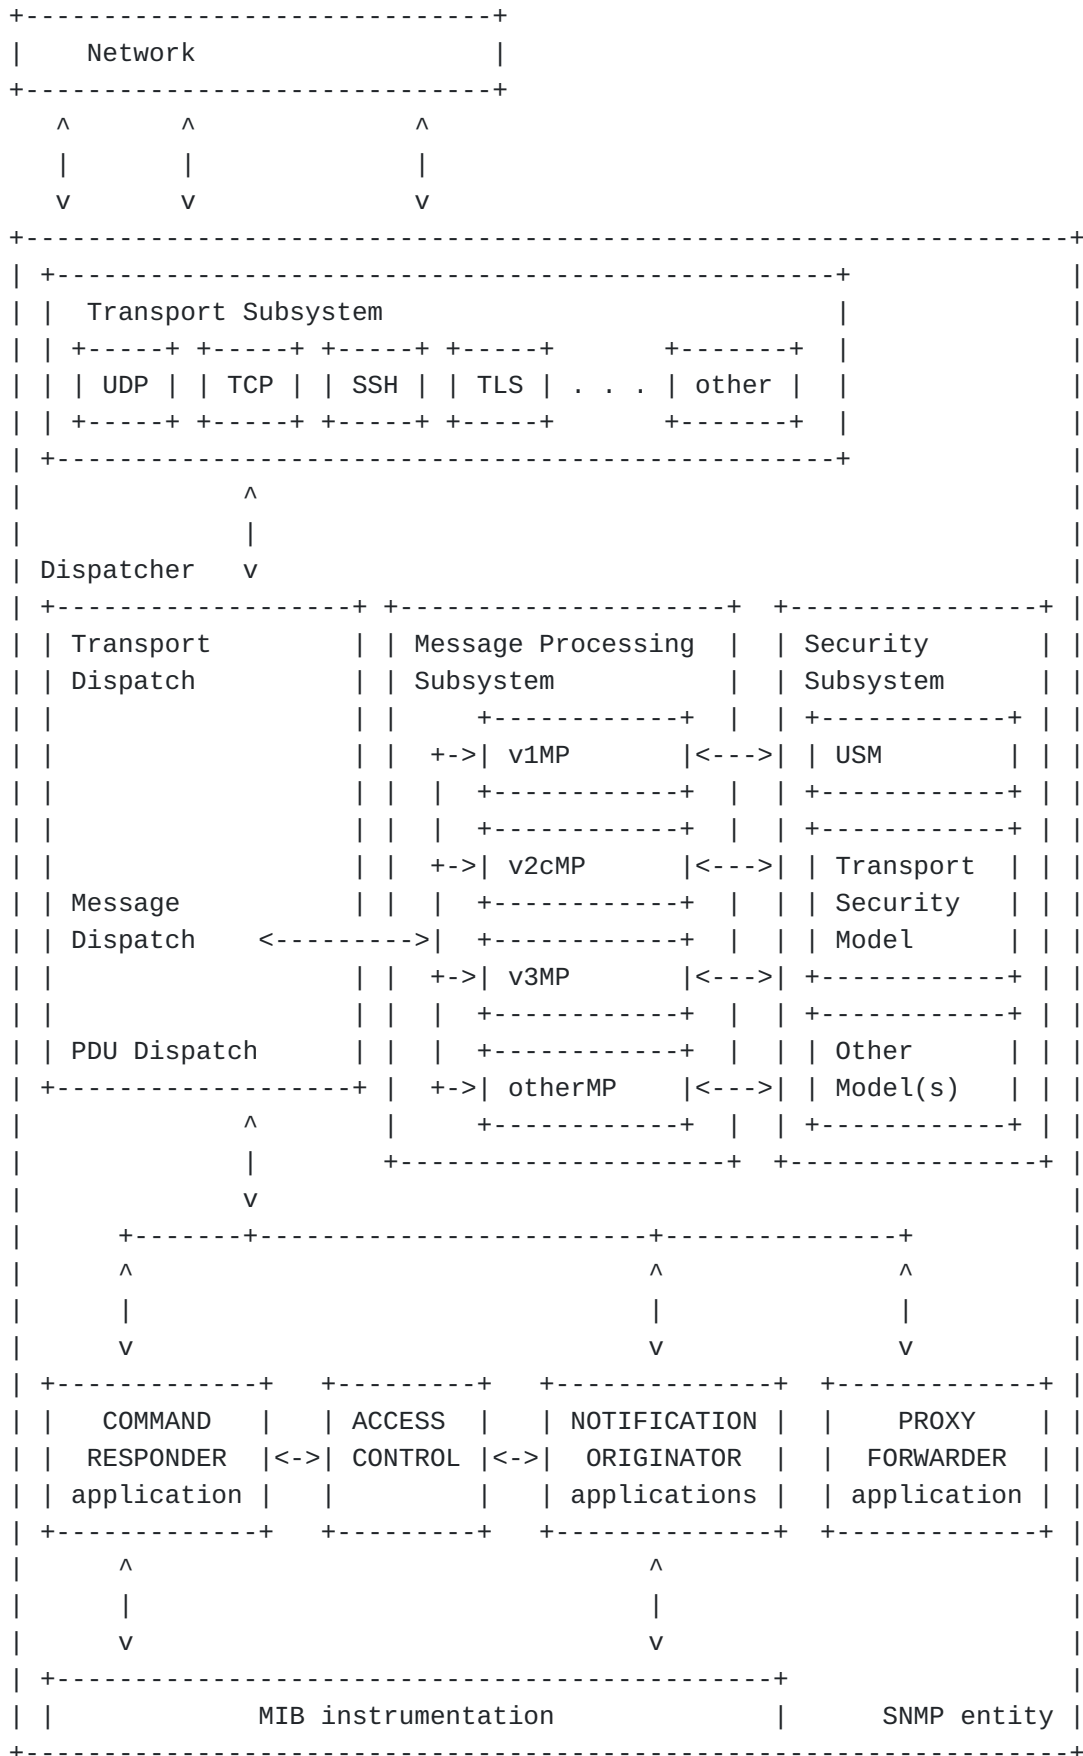 Network
Transport Subsystem
UDP TCP SSH TLS . . . other
Dispatcher
Transport Message Processing Security
Dispatch Subsystem Subsystem
v1MP USM
v2cMP Transport
Message Security
Dispatch Model
v3MP
PDU Dispatch Other
otherMP Model(s)
COMMAND ACCESS NOTIFICATION PROXY
RESPONDER CONTROL ORIGINATOR FORWARDER
application applications application
MIB instrumentation SNMP entity